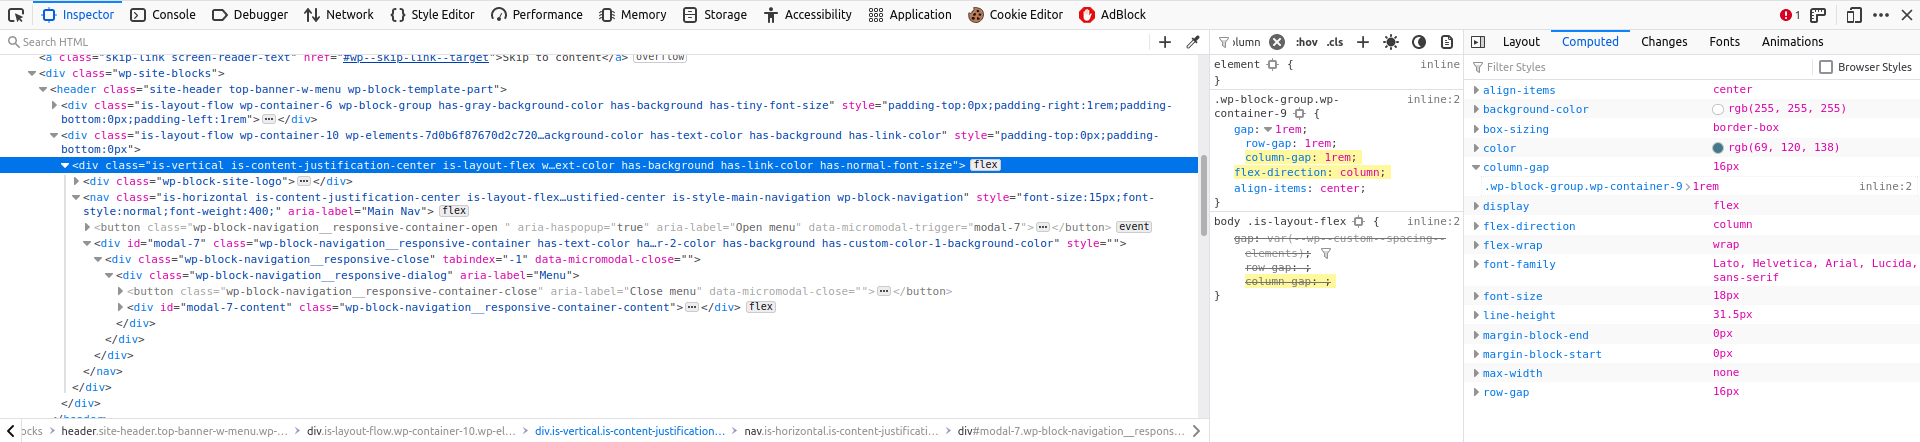 Inspector Console Debugger Network Style Editor Performance Memory Storage Accessibility Application Cookie Editor AdBlock 1
Search HTML
<a class="skip-link screen-reader-text" href="#wp--skip-link--target">Skip to content</a> overflow
<div class="wp-site-blocks">
<header class="site-header top-banner-w-menu wp-block-template-part">
<div class="is-layout-flow wp-container-6 wp-block-group has-gray-background-color has-background has-tiny-font-size" style="padding-top:0px;padding-right:1rem;padding-
bottom:0px;padding-left:1rem"> </div>
<div class="is-layout-flow wp-container-10 wp-elements-7d0b6f87670d2c720…ackground-color has-text-color has-background has-link-color" style="padding-top:0px;padding-
bottom:0px">
<div class="is-vertical is-content-justification-center is-layout-flex w…ext-color has-background has-link-color has-normal-font-size"> flex
<div class="wp-block-site-logo"> </div>
<nav class="is-horizontal is-content-justification-center is-layout-flex…ustified-center is-style-main-navigation wp-block-navigation" style="font-size:15px;font-
style:normal;font-weight:400;" aria-label="Main Nav"> flex
<button class="wp-block-navigation__responsive-container-open " aria-haspopup="true" aria-label="Open menu" data-micromodal-trigger="modal-7"> </button> event
<div id="modal-7" class="wp-block-navigation__responsive-container has-text-color ha…r-2-color has-background has-custom-color-1-background-color" style="">
<div class="wp-block-navigation__responsive-close" tabindex="-1" data-micromodal-close="">
<div class="wp-block-navigation__responsive-dialog" aria-label="Menu">
<button class="wp-block-navigation__responsive-container-close" aria-label="Close menu" data-micromodal-close=""> </button>
<div id="modal-7-content" class="wp-block-navigation__responsive-container-content"> </div> flex
</div>
</div>
</div>
</nav>
</div>
</div>
ocks header.site-header.top-banner-w-menu.wp-… div.is-layout-flow.wp-container-10.wp-el… div.is-vertical.is-content-justification… nav.is-horizontal.is-content-justificati… div#modal-7.wp-block-navigation__respons…
olumn :hov .cls
element { inline
}
.wp-block-group.wp- inline:2
container-9 {
gap: 1rem;
row-gap: 1rem;
column-gap: 1rem;
flex-direction: column;
align-items: center;
}
body .is-layout-flex { inline:2
gap: var(--wp--custom--spacing--
elements);
row-gap: ;
column-gap: ;
}
Layout Computed Changes Fonts Animations
Filter Styles Browser Styles
align-items center
background-color rgb(255, 255, 255)
box-sizing border-box
color rgb(69, 120, 138)
column-gap 16px
.wp-block-group.wp-container-9 1rem inline:2
display flex
flex-direction column
flex-wrap wrap
font-family Lato, Helvetica, Arial, Lucida,
sans-serif
font-size 18px
line-height 31.5px
margin-block-end 0px
margin-block-start 0px
max-width none
row-gap 16px